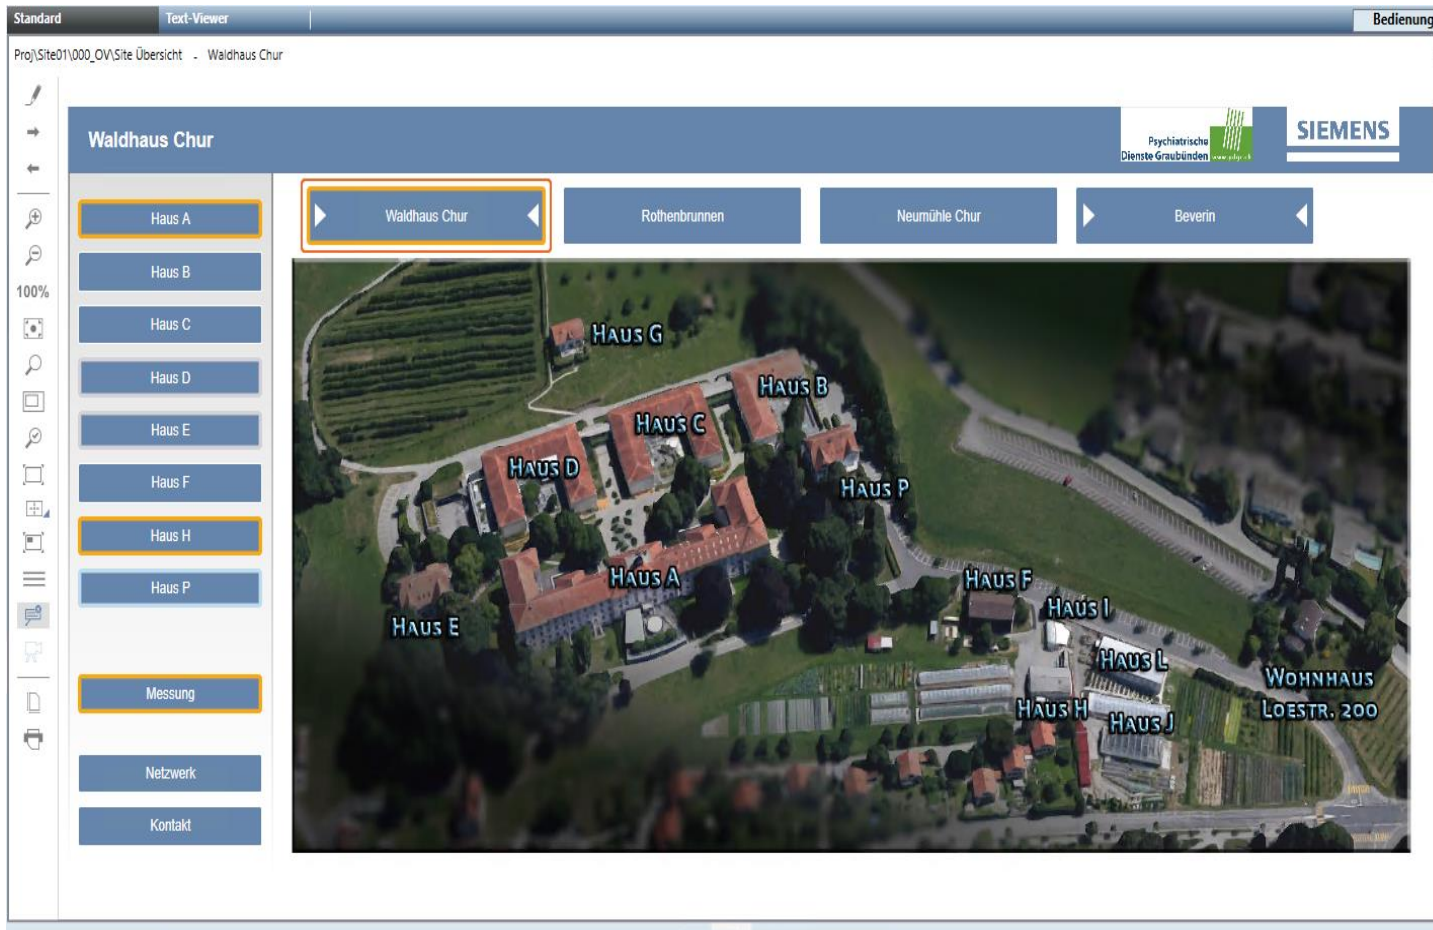 Standard
Text-Viewer
Bedienung
Proj\Site01\000_OV\Site Übersicht - Waldhaus Chur
Waldhaus Chur
Psychiatrische
Dienste Graubünden
SIEMENS
Waldhaus Chur
Rothenbrunnen
Neumühle Chur
Beverin
100%
Haus A
Haus B
Haus C
Haus D
Haus E
Haus F
Haus H
Haus P
Messung
Netzwerk
Kontakt
HAUS G
HAUS B
HAUS C
HAUS D
HAUS P
HAUS A
HAUS F
HAUS I
HAUS E
HAUS L
WOHNHAUS
LOESTR. 200
HAUS H
HAUS J